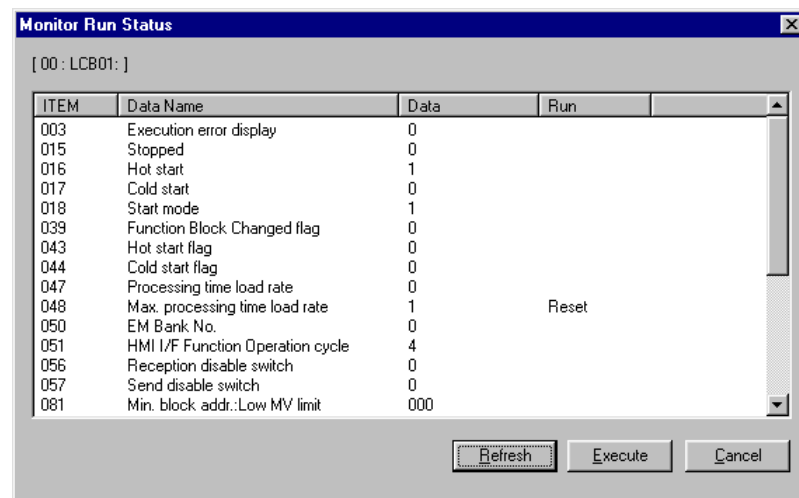 Monitor Run Status
[ 00 : LCB01: ]
ITEM Data Name Data Run
003 Execution error display 0
015 Stopped 0
016 Hot start 1
017 Cold start 0
018 Start mode 1
039 Function Block Changed flag 0
043 Hot start flag 0
044 Cold start flag 0
047 Processing time load rate 0
048 Max. processing time load rate 1 Reset
050 EM Bank No. 0
051 HMI I/F Function Operation cycle 4
056 Reception disable switch 0
057 Send disable switch 0
081 Min. block addr.:Low MV limit 000
Refresh Execute Cancel